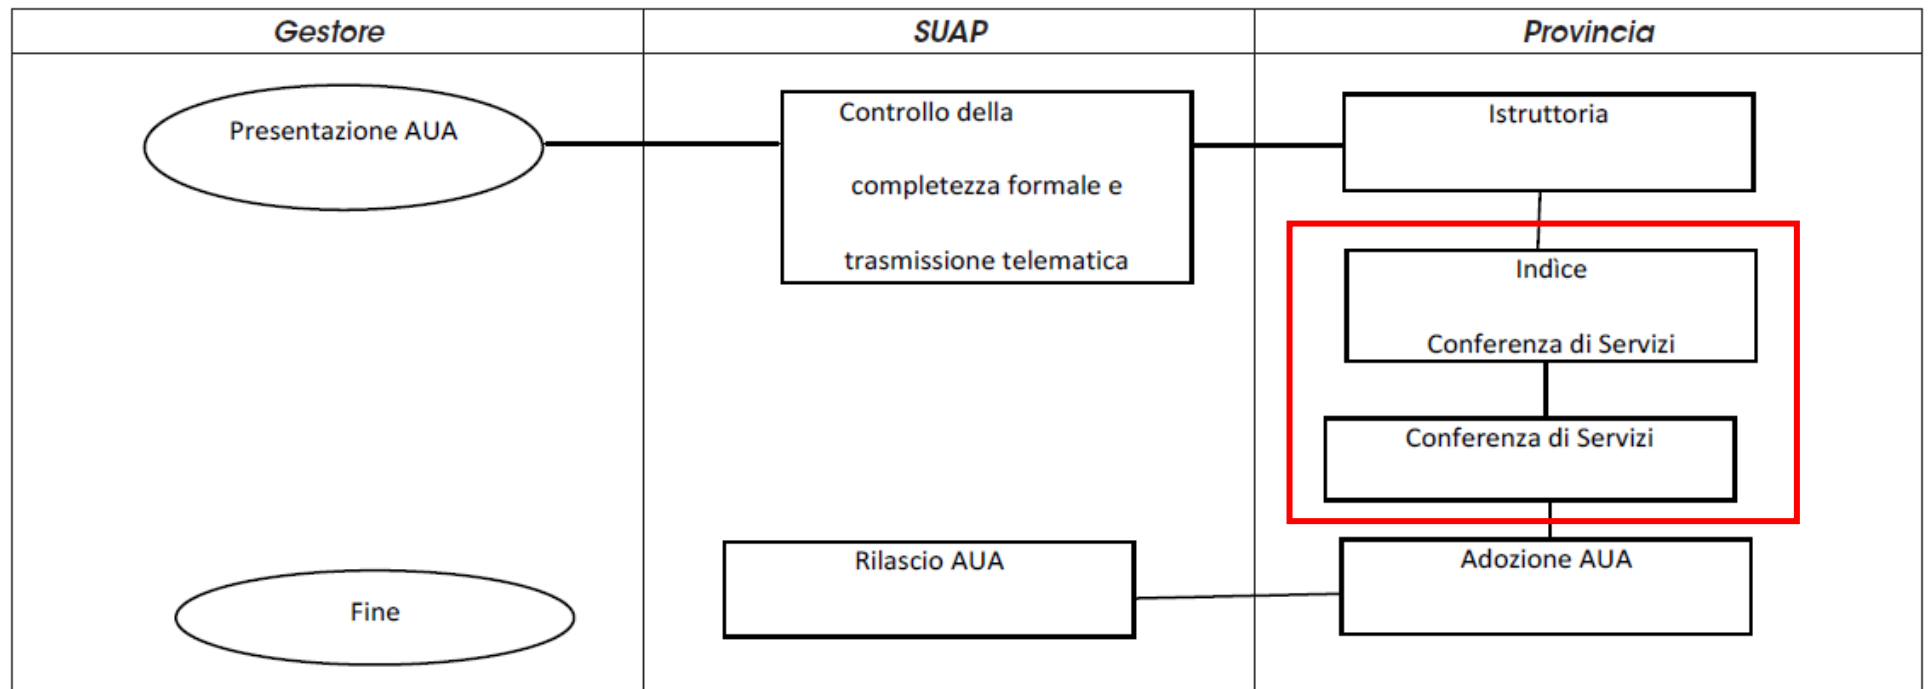 Gestore
SUAP
Provincia
Presentazione AUA
Controllo della
completezza formale e
trasmissione telematica
Istruttoria
Indìce
Conferenza di Servizi
Conferenza di Servizi
Adozione AUA
Rilascio AUA
Fine